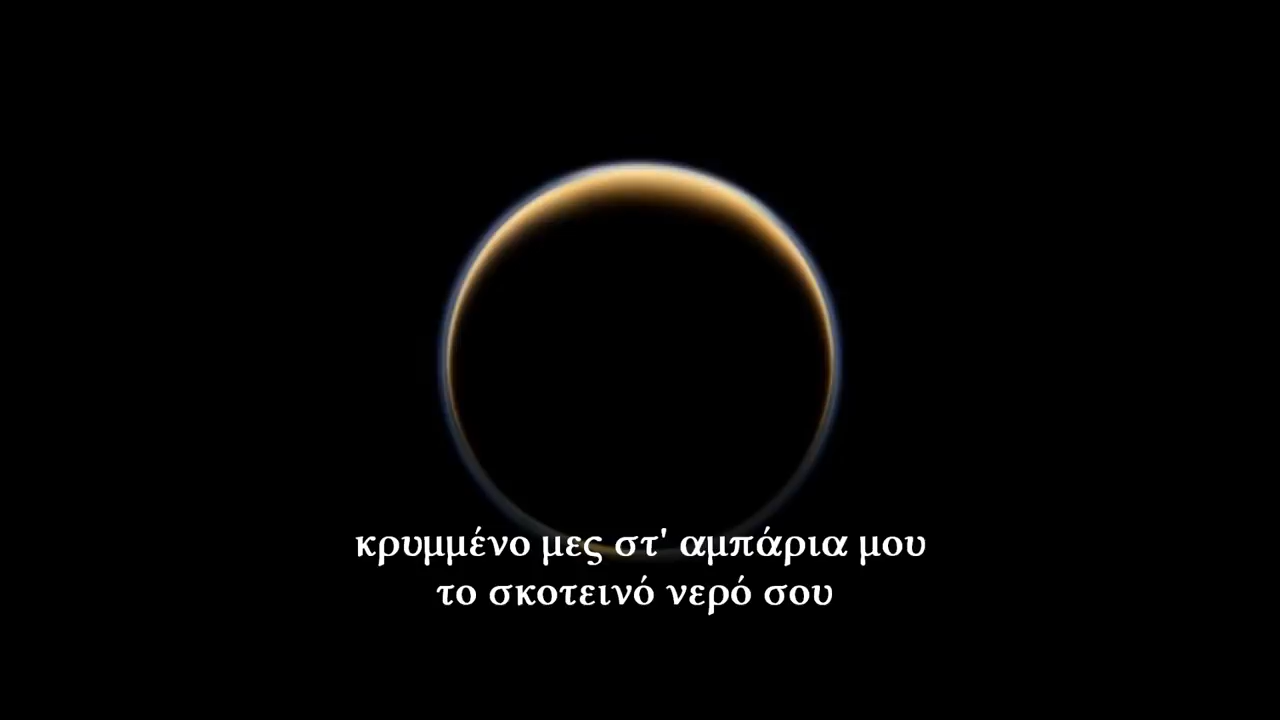 κρυμμένο μες στ' αμπάρια μου
το σκοτεινό νερό σου